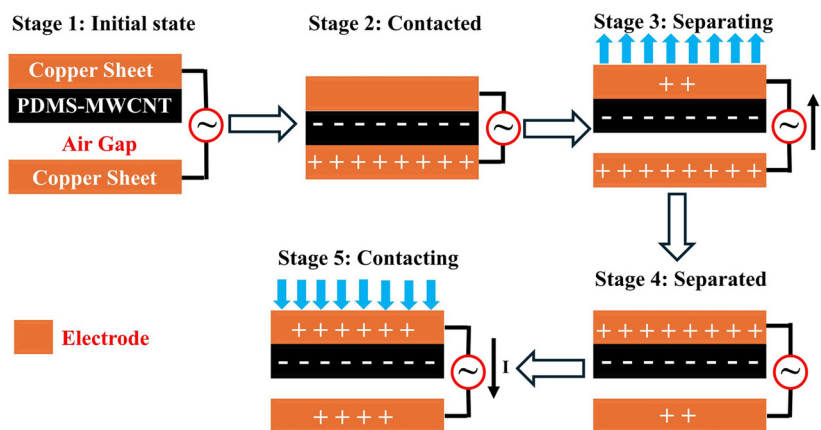 Stage 1: Initial state
Copper Sheet
PDMS-MWCNT
Air Gap
Copper Sheet
Stage 2: Contacted
- - - - - - - -
+ + + + + + + +
Stage 3: Separating
+ +
- - - - - - - -
+ + + + + + + +
Stage 4: Separated
+ + + + + + + +
- - - - - - - -
+ +
Stage 5: Contacting
+ + + + + +
- - - - - - - -
I
+ + + +
Electrode